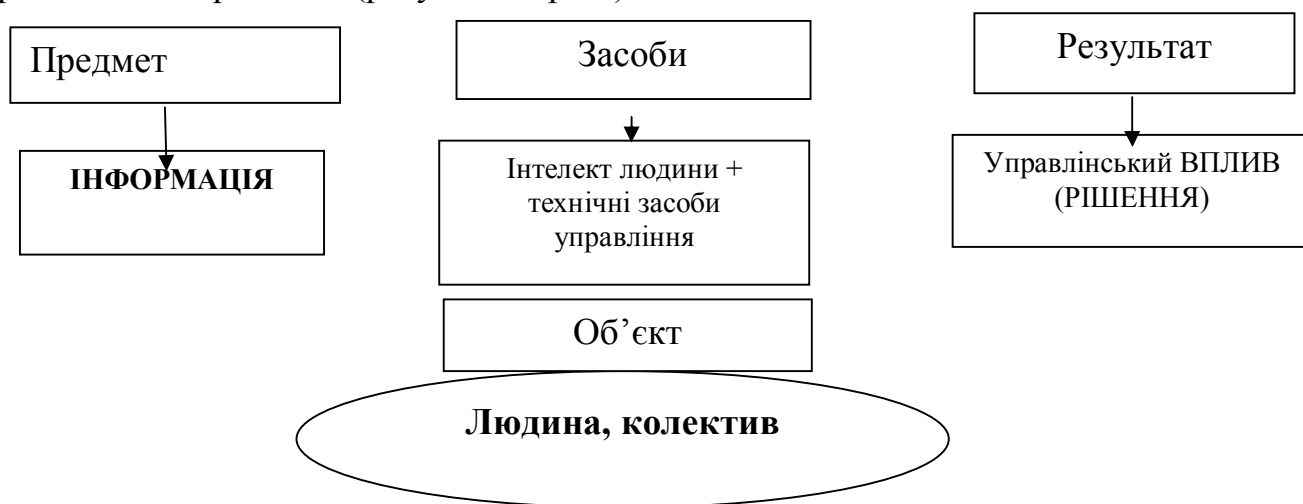 Предмет
Засоби
Результат
ІНФОРМАЦІЯ
Інтелект людини +
технічні засоби
управління
Управлінський ВПЛИВ
(РІШЕННЯ)
Об’єкт
Людина, колектив